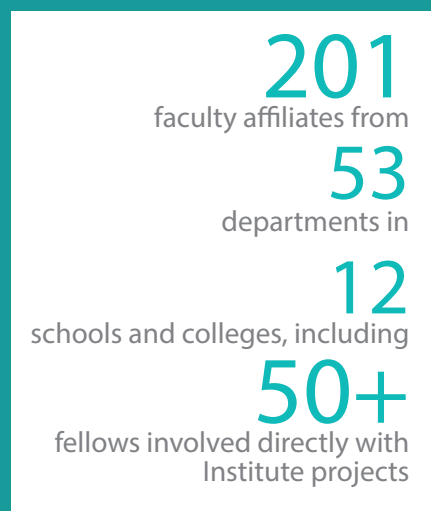 201
faculty affiliates from
53
departments in
12
schools and colleges, including
50+
fellows involved directly with
Institute projects